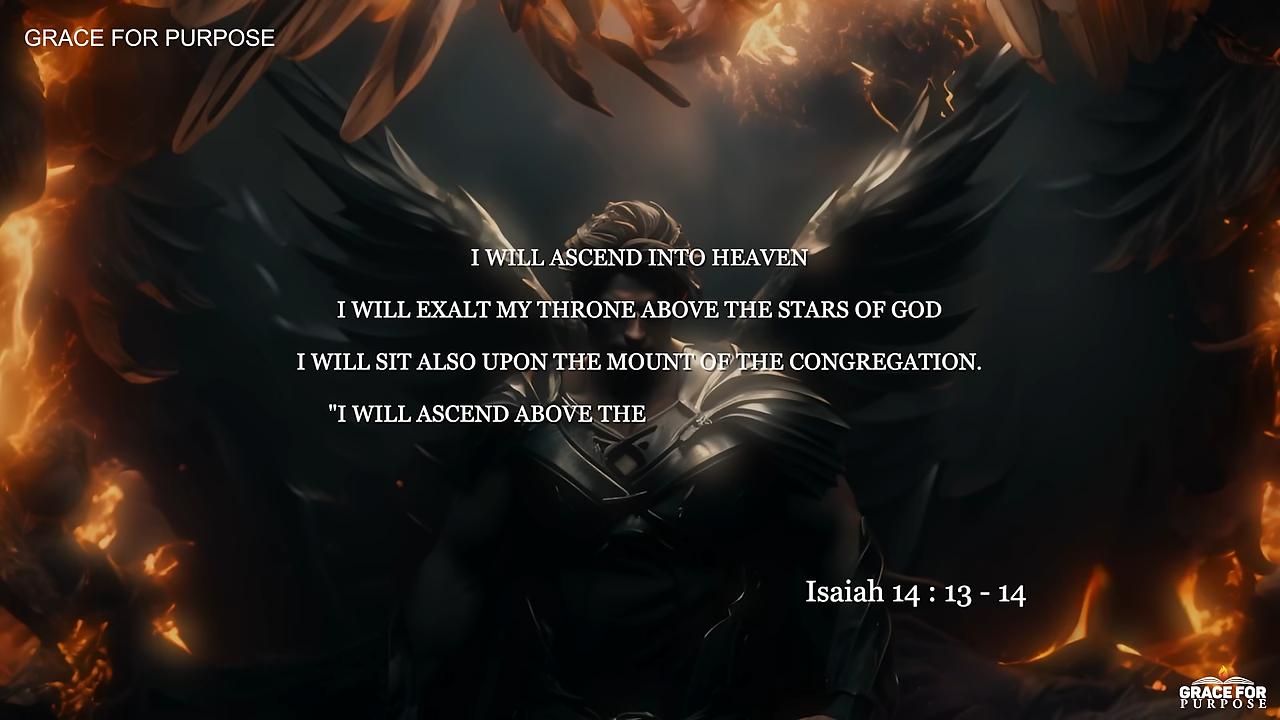 GRACE FOR PURPOSE
I WILL ASCEND INTO HEAVEN
I WILL EXALT MY THRONE ABOVE THE STARS OF GOD
I WILL SIT ALSO UPON THE MOUNT OF THE CONGREGATION.
"I WILL ASCEND ABOVE THE
Isaiah 14 : 13 - 14
GRACE FOR
PURPOSE